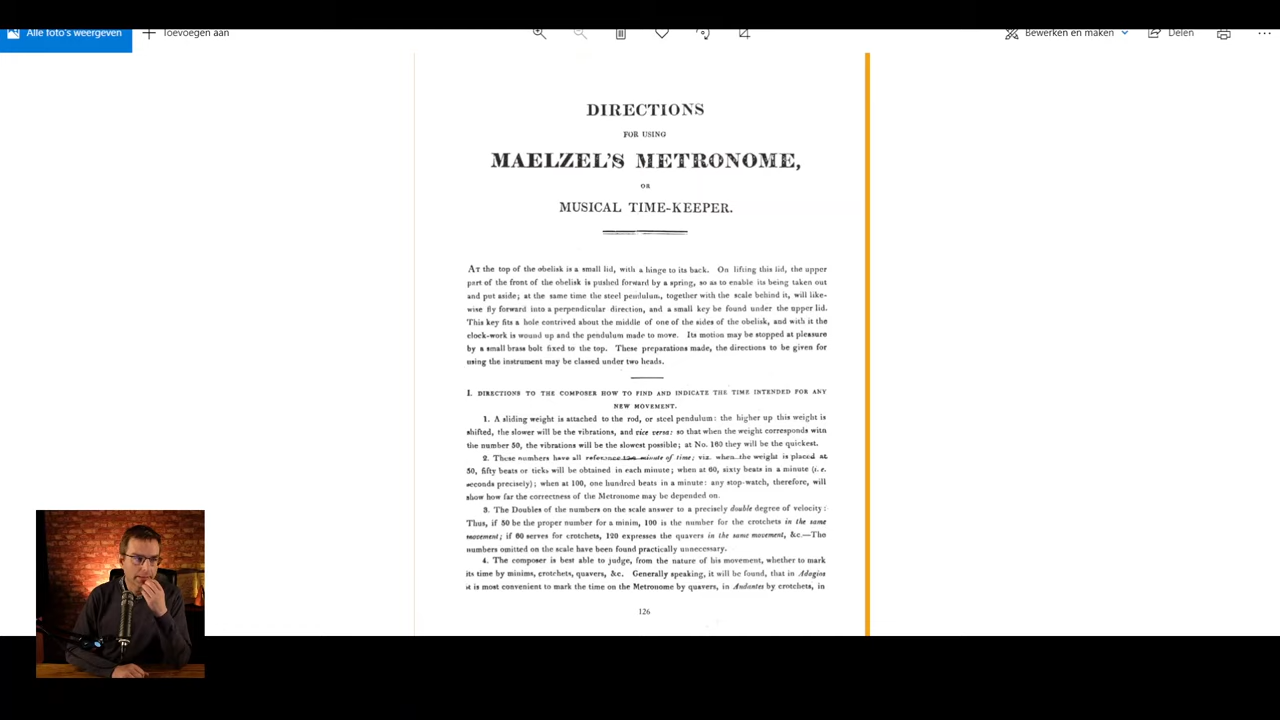 Alle foto's weergeven
Toevoegen aan
Bewerken en maken
Delen
DIRECTIONS
FOR USING
MAELZEL'S METRONOME,
OR
MUSICAL TIME-KEEPER.
AT the top of the obelisk is a small lid, with a hinge to its back. On lifting this lid, the upper
part of the front of the obelisk is pushed forward by a spring, so as to enable its being taken out
and put aside; at the same time the steel pendulum, together with the scale behind it, will like-
wise fly forward into a perpendicular direction, and a small key be found under the upper lid.
This key fits a hole contrived about the middle of one of the sides of the obelisk, and with it the
clock-work is wound up and the pendulum made to move. Its motion may be stopped at pleasure
by a small brass bolt fixed to the top. These preparations made, the directions to be given for
using the instrument may be classed under two heads.
I. DIRECTIONS TO THE COMPOSER HOW TO FIND AND INDICATE THE TIME INTENDED FOR ANY
NEW MOVEMENT.
1. A sliding weight is attached to the rod, or steel pendulum: the higher up this weight is
shifted, the slower will be the vibrations, and vice versa: so that when the weight corresponds with
the number 50, the vibrations will be the slowest possible; at No. 160 they will be the quickest.
2. These numbers have all reference minute of time; viz. when the weight is placed at
50, fifty beats or ticks will be obtained in each minute; when at 60, sixty beats in a minute (i. e.
seconds precisely); when at 100, one hundred beats in a minute: any stop-watch, therefore, will
show how far the correctness of the Metronome may be depended on.
3. The Doubles of the numbers on the scale answer to a precisely double degree of velocity:
Thus, if 50 be the proper number for a minim, 100 is the number for the crotchets in the same
movement; if 60 serves for crotchets, 120 expresses the quavers in the same movement, &c.—The
numbers omitted on the scale have been found practically unnecessary.
4. The composer is best able to judge, from the nature of his movement, whether to mark
its time by minims, crotchets, quavers, &c. Generally speaking, it will be found, that in Adagios
it is most convenient to mark the time on the Metronome by quavers, in Andantes by crotchets, in
126